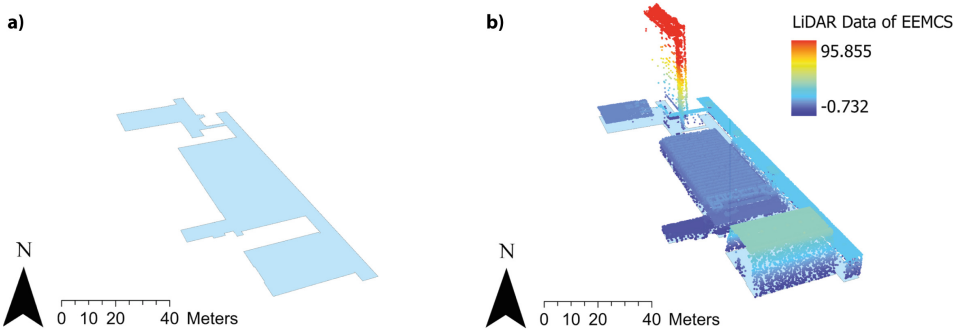 a)
b)
LiDAR Data of EEMCS
95.855
-0.732
N
0 10 20 40 Meters
N
0 10 20 40 Meters